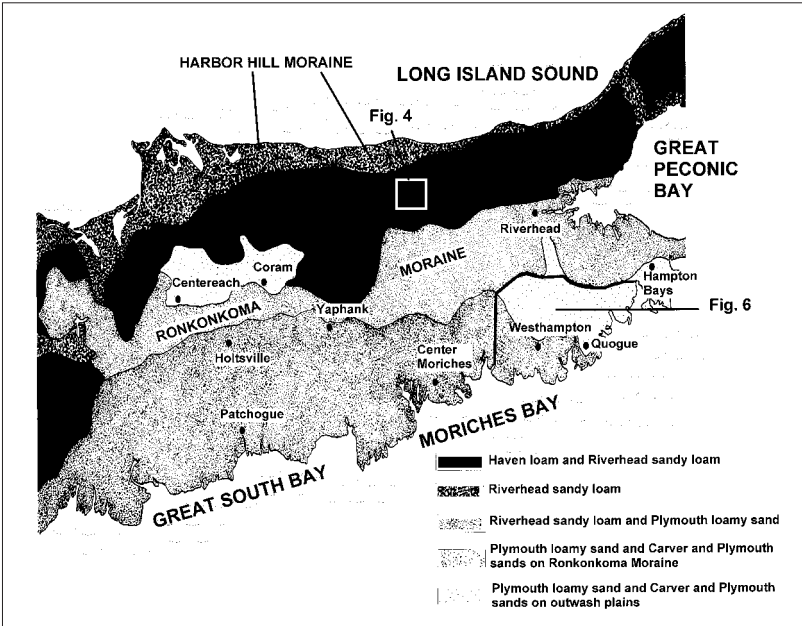 HARBOR HILL MORAINE
LONG ISLAND SOUND
Fig. 4
GREAT
PECONIC
BAY
Riverhead
MORAINE
Coram
Centereach
Hampton
Bays
RONKONKOMA
Yaphank
Fig. 6
Westhampton
Quogue
Holtsville
Center
Moriches
Patchogue
MORICHES BAY
GREAT SOUTH BAY
Haven loam and Riverhead sandy loam
Riverhead sandy loam
Riverhead sandy loam and Plymouth loamy sand
Plymouth loamy sand and Carver and Plymouth
sands on Ronkonkoma Moraine
Plymouth loamy sand and Carver and Plymouth
sands on outwash plains